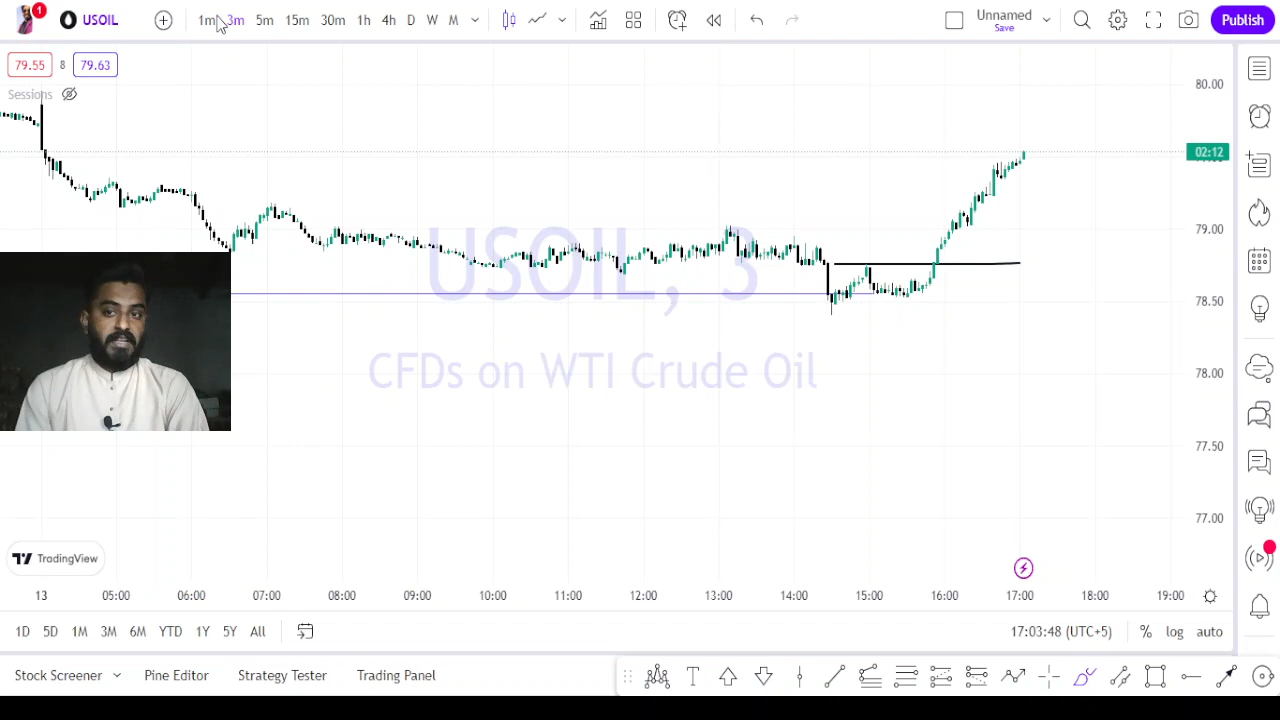 1
USOIL
1m 3m 5m 15m 30m 1h 4h D W M
Unnamed
Save
Publish
79.55 8 79.63
Sessions
80.00
02:12
79.00
78.50
78.00
77.50
77.00
USOIL, 3
CFDs on WTI Crude Oil
TradingView
13 05:00 06:00 07:00 08:00 09:00 10:00 11:00 12:00 13:00 14:00 15:00 16:00 17:00 18:00 19:00
1D 5D 1M 3M 6M YTD 1Y 5Y All
17:03:48 (UTC+5) % log auto
Stock Screener Pine Editor Strategy Tester Trading Panel